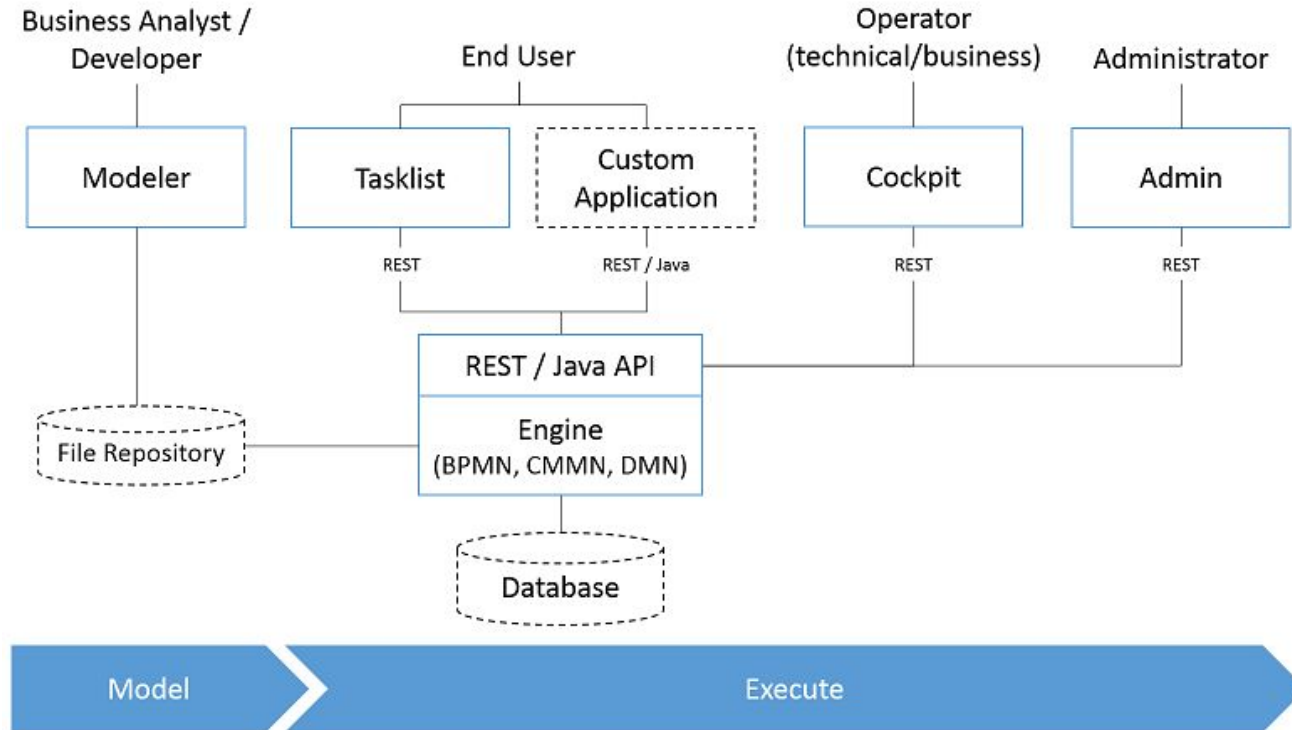 Business Analyst /
Developer
End User
Operator
(technical/business)
Administrator
Modeler
Tasklist
Custom
Application
Cockpit
Admin
REST
REST / Java
REST
REST
REST / Java API
Engine
(BPMN, CMMN, DMN)
File Repository
Database
Model
Execute